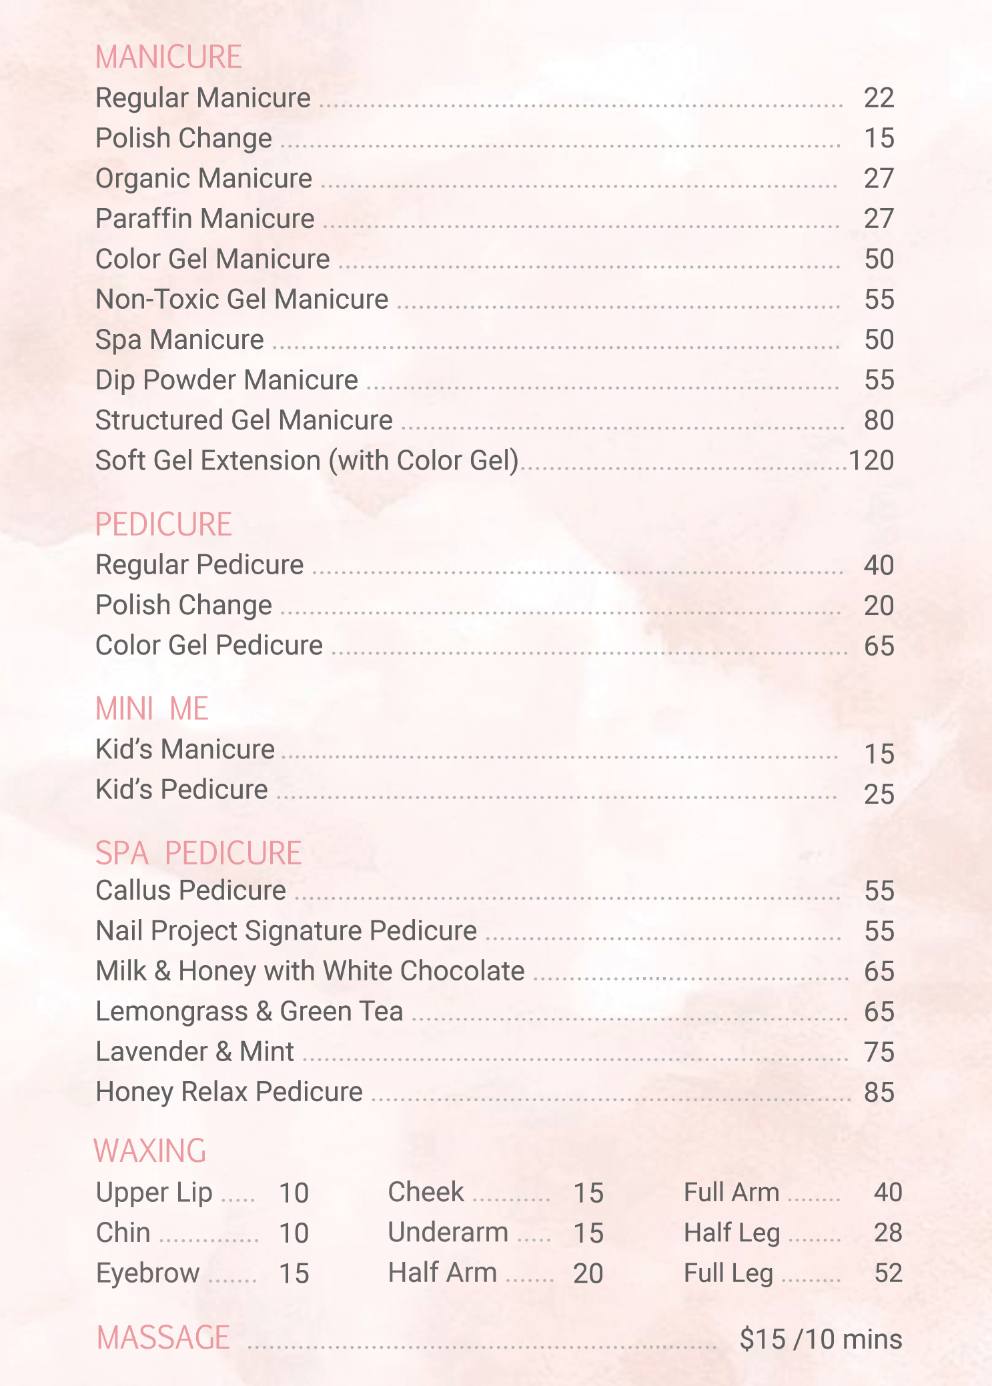 MANICURE
Regular Manicure ........ 22
Polish Change ........ 15
Organic Manicure ........ 27
Paraffin Manicure ........ 27
Color Gel Manicure ........ 50
Non-Toxic Gel Manicure ........ 55
Spa Manicure ........ 50
Dip Powder Manicure ........ 55
Structured Gel Manicure ........ 80
Soft Gel Extension (with Color Gel)........120
PEDICURE
Regular Pedicure ........ 40
Polish Change ........ 20
Color Gel Pedicure ........ 65
MINI ME
Kid's Manicure ........ 15
Kid's Pedicure ........ 25
SPA PEDICURE
Callus Pedicure ........ 55
Nail Project Signature Pedicure ........ 55
Milk & Honey with White Chocolate ........ 65
Lemongrass & Green Tea ........ 65
Lavender & Mint ........ 75
Honey Relax Pedicure ........ 85
WAXING
Upper Lip ..... 10 Cheek ........... 15 Full Arm ........ 40
Chin .............. 10 Underarm ..... 15 Half Leg ........ 28
Eyebrow ....... 15 Half Arm ....... 20 Full Leg ......... 52
MASSAGE ........ $15 /10 mins